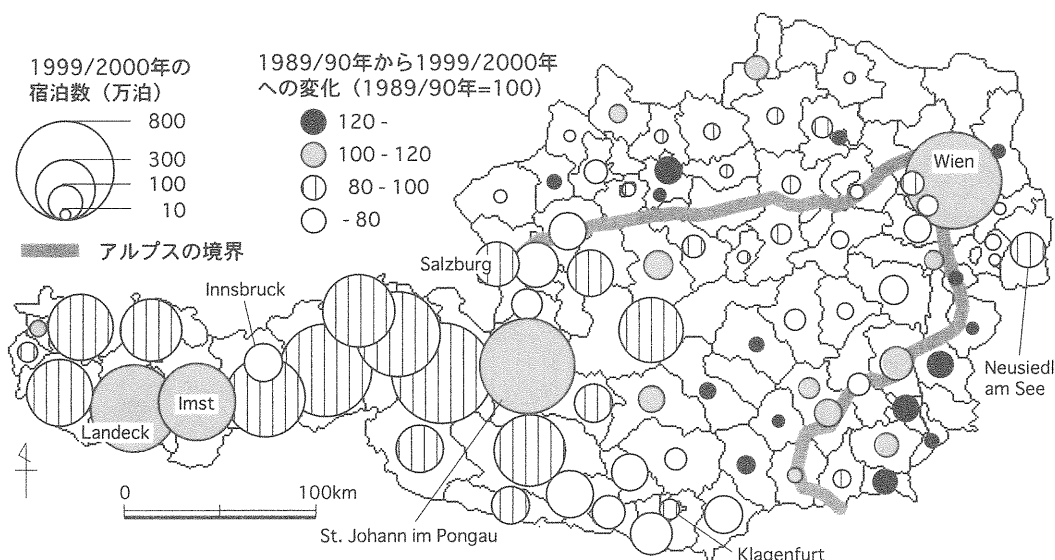 1999/2000年の
宿泊数（万泊）
800
300
100
10
アルプスの境界
1989/90年から1999/2000年
への変化（1989/90年=100）
120 -
100 - 120
80 - 100
- 80
Wien
Salzburg
Innsbruck
Imst
Landeck
Neusiedl
am See
0 100km
St. Johann im Pongau
Klagenfurt